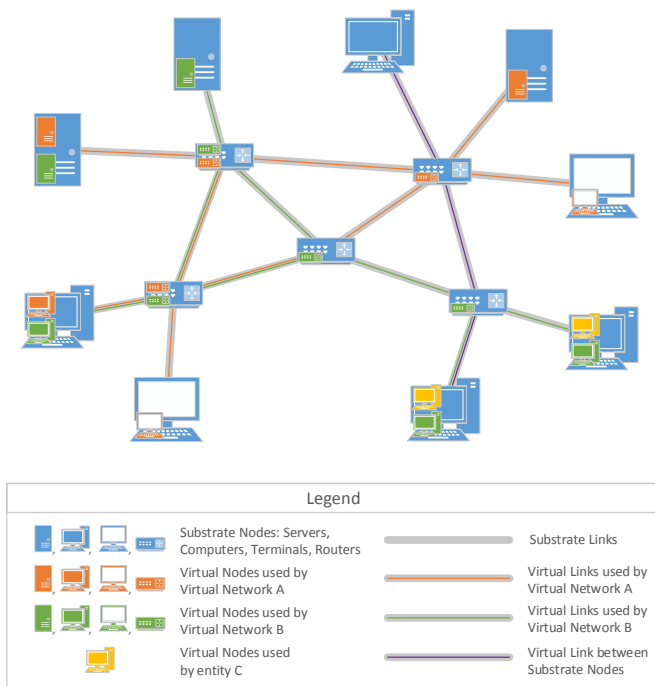 Legend
Substrate Nodes: Servers,
Computers, Terminals, Routers
Substrate Links
Virtual Nodes used by
Virtual Network A
Virtual Links used by
Virtual Network A
Virtual Nodes used by
Virtual Network B
Virtual Links used by
Virtual Network B
Virtual Nodes used
by entity C
Virtual Link between
Substrate Nodes